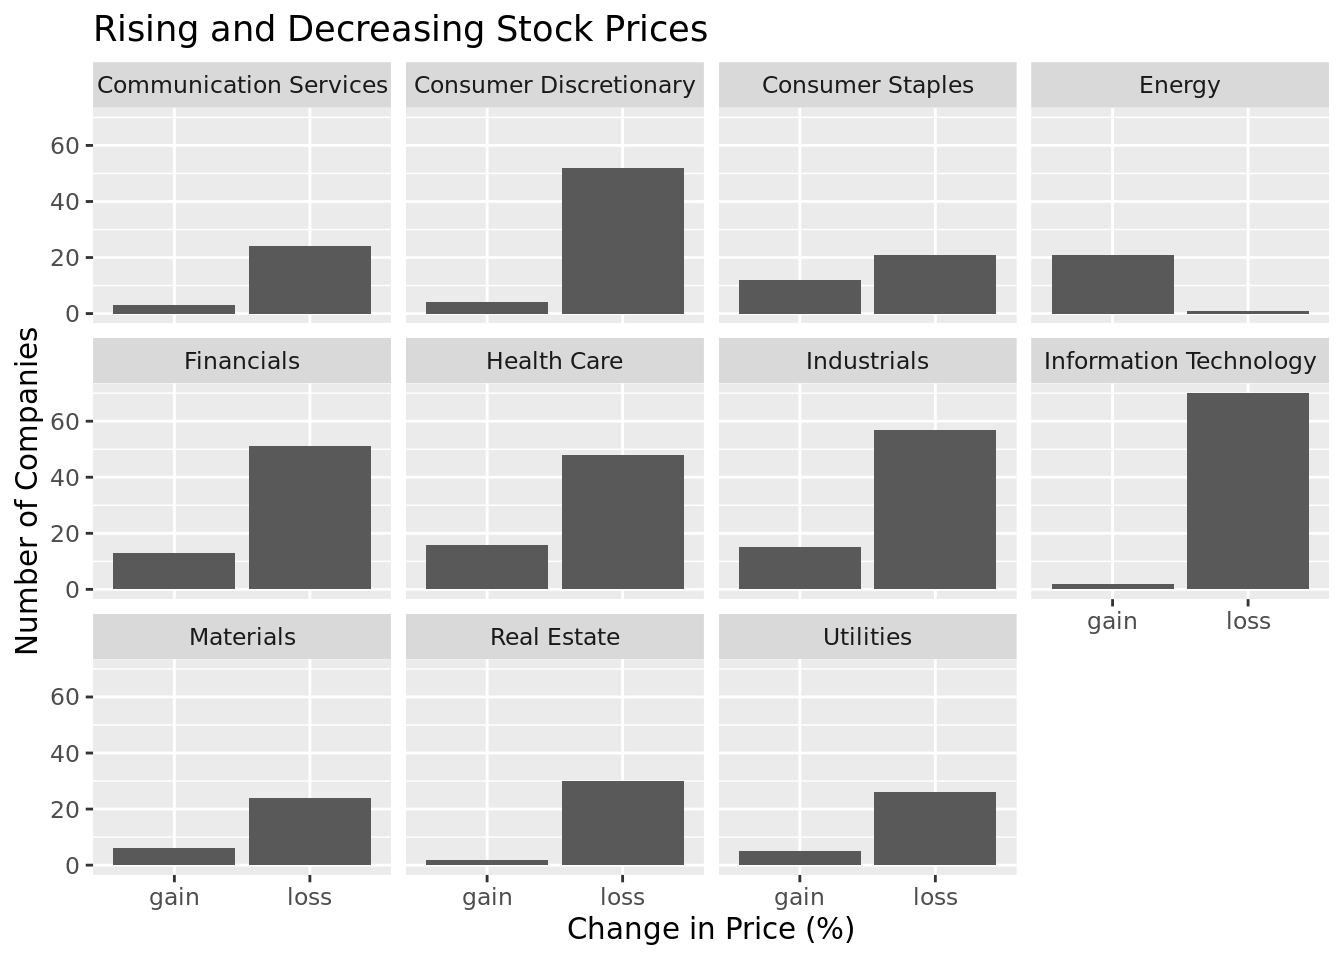 Rising and Decreasing Stock Prices
Communication Services
Consumer Discretionary
Consumer Staples
Energy
60
40
20
0
Financials
Health Care
Industrials
Information Technology
60
40
20
0
gain
loss
Materials
Real Estate
Utilities
60
40
20
0
gain
loss
gain
loss
gain
loss
Number of Companies
Change in Price (%)